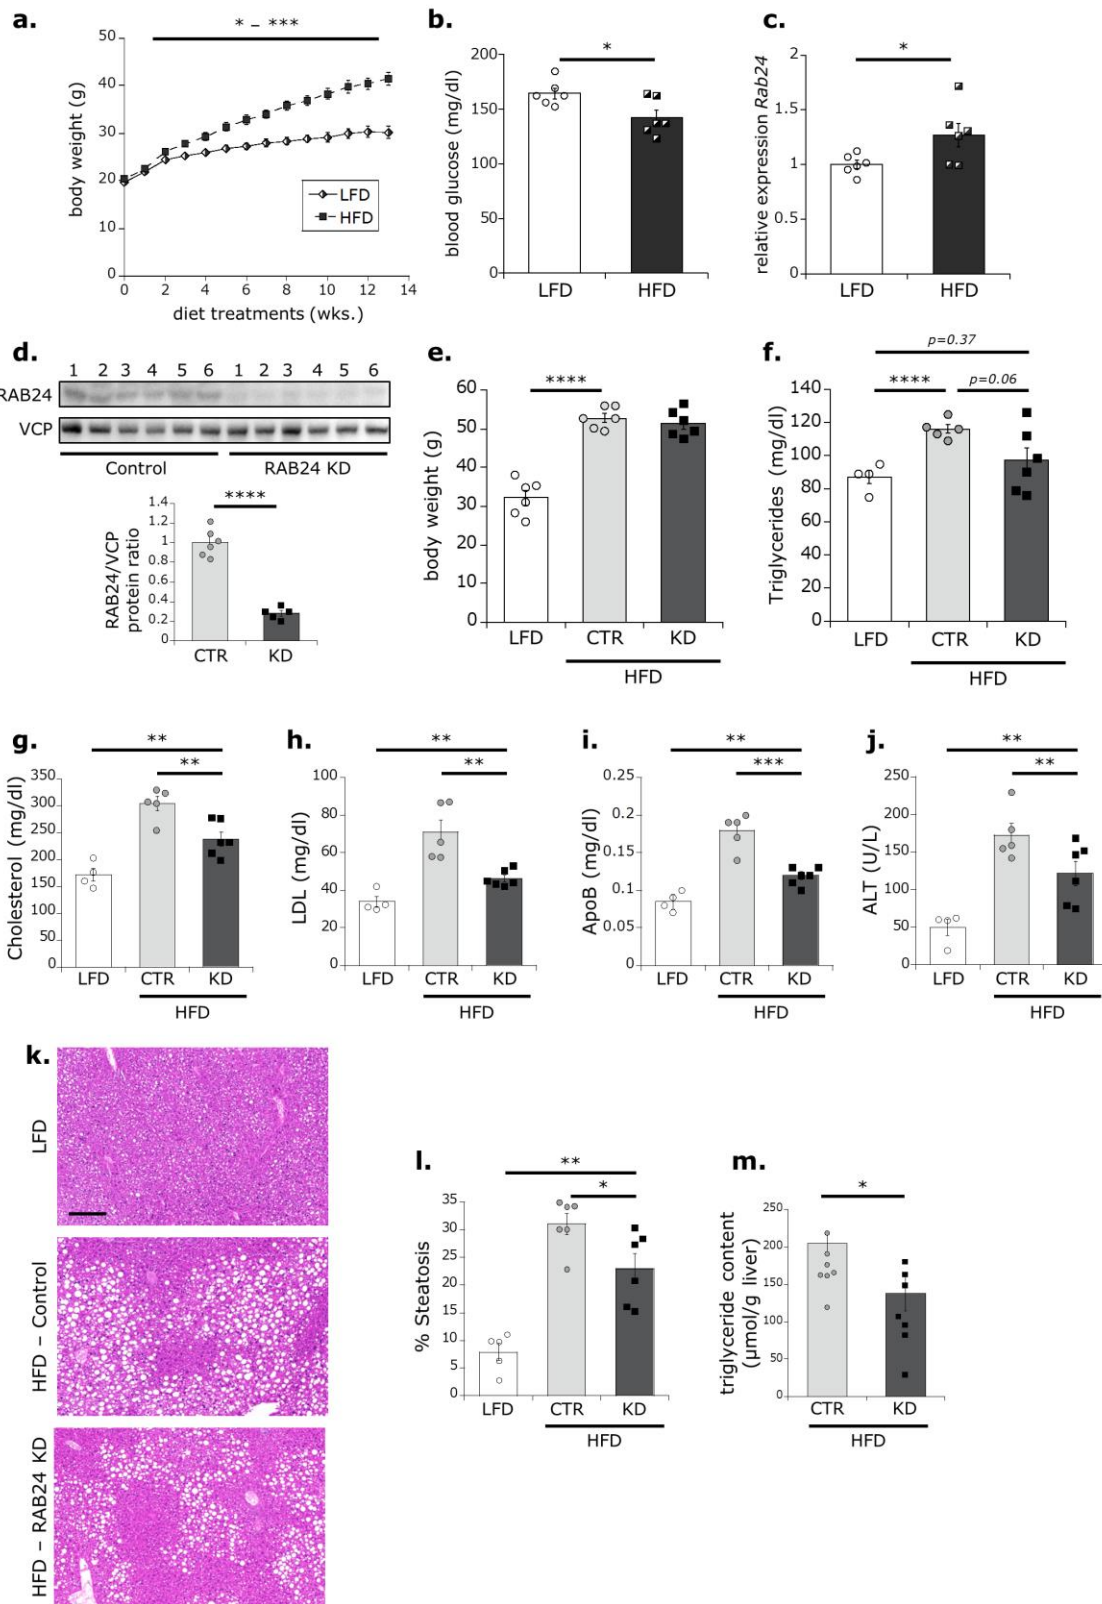 a.
* – ***
body weight (g)
50
40
30
20
10
0
LFD
HFD
0 2 4 6 8 10 12 14
diet treatments (wks.)
b.
*
blood glucose (mg/dl)
200
150
100
50
0
LFD HFD
c.
*
relative expression Rab24
2
1.5
1
0.5
0
LFD HFD
d.
1 2 3 4 5 6 1 2 3 4 5 6
RAB24
VCP
Control RAB24 KD
****
RAB24/VCP
protein ratio
1.4
1.2
1
0.8
0.6
0.4
0.2
0
CTR KD
e.
****
body weight (g)
60
50
40
30
20
10
0
LFD CTR KD
HFD
f.
p=0.37
**** p=0.06
Triglycerides (mg/dl)
140
120
100
80
60
40
20
0
LFD CTR KD
HFD
g.
**
**
Cholesterol (mg/dl)
350
300
250
200
150
100
50
0
LFD CTR KD
HFD
h.
**
**
LDL (mg/dl)
100
80
60
40
20
0
LFD CTR KD
HFD
i.
**
***
ApoB (mg/dl)
0.25
0.2
0.15
0.1
0.05
0
LFD CTR KD
HFD
j.
**
**
ALT (U/L)
250
200
150
100
50
0
LFD CTR KD
HFD
k.
LFD
HFD – Control
HFD – RAB24 KD
l.
**
*
% Steatosis
35
30
25
20
15
10
5
0
LFD CTR KD
HFD
m.
*
triglyceride content
(µmol/g liver)
250
200
150
100
50
0
CTR KD
HFD